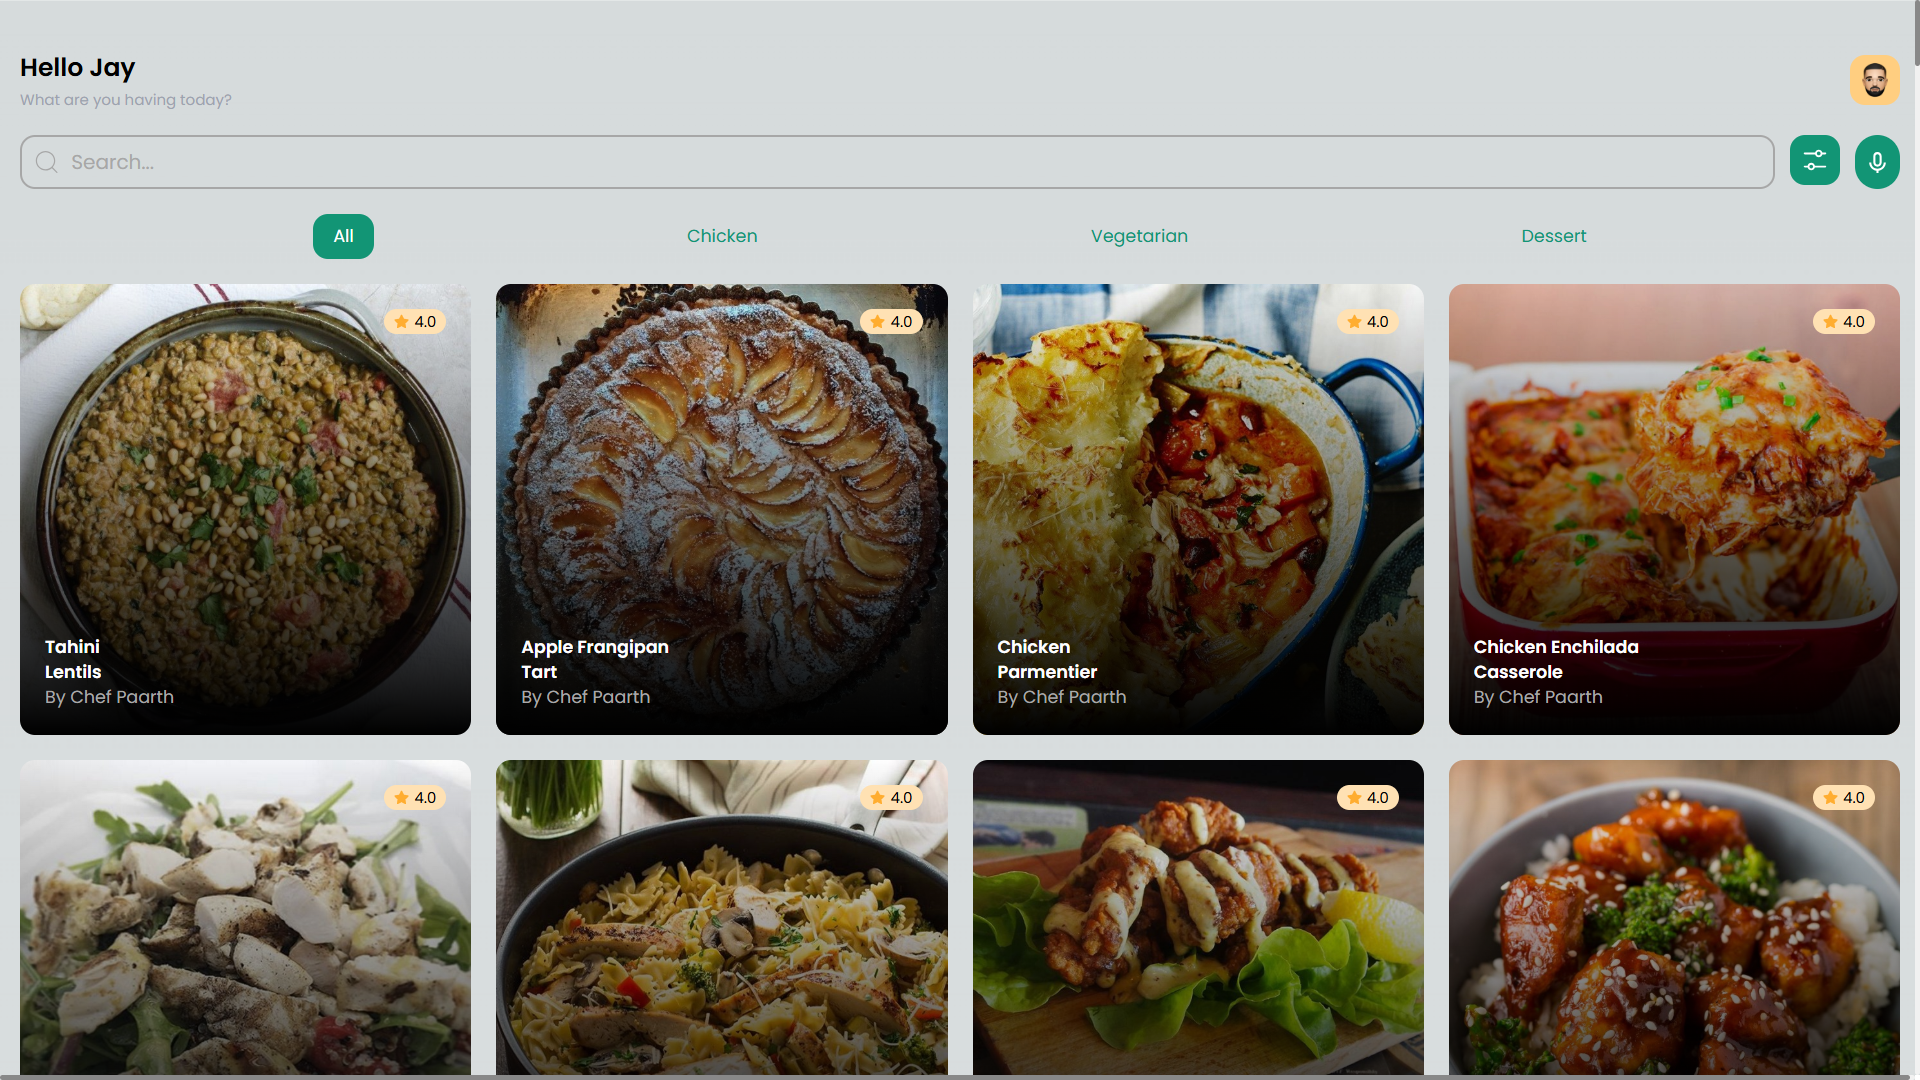 Hello Jay
What are you having today?
Search...
All
Chicken
Vegetarian
Dessert
4.0
Tahini
Lentils
By Chef Paarth
4.0
Apple Frangipan
Tart
By Chef Paarth
4.0
Chicken
Parmentier
By Chef Paarth
4.0
Chicken Enchilada
Casserole
By Chef Paarth
4.0
4.0
4.0
4.0